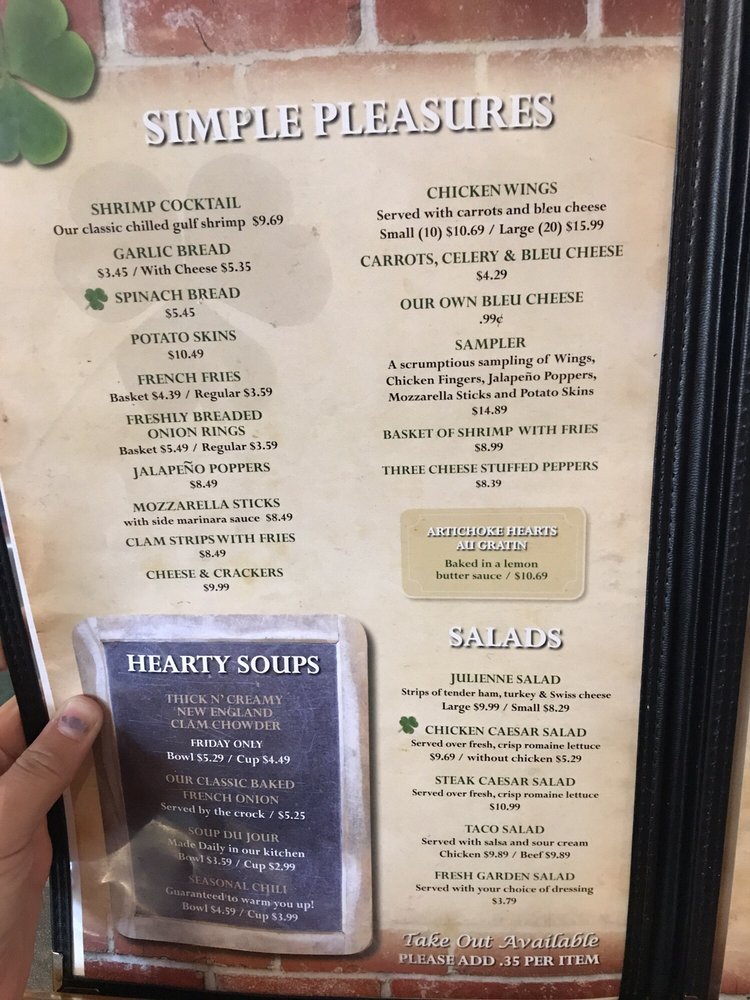 SIMPLE PLEASURES
SHRIMP COCKTAIL
Our classic chilled gulf shrimp $9.69
GARLIC BREAD
$3.45 / With Cheese $5.35
SPINACH BREAD
$5.45
POTATO SKINS
$10.49
FRENCH FRIES
Basket $4.39 / Regular $3.59
FRESHLY BREADED
ONION RINGS
Basket $5.49 / Regular $3.59
JALAPEÑO POPPERS
$8.49
MOZZARELLA STICKS
with side marinara sauce $8.49
CLAM STRIPS WITH FRIES
$8.49
CHEESE & CRACKERS
$9.99
CHICKEN WINGS
Served with carrots and bleu cheese
Small (10) $10.69 / Large (20) $15.99
CARROTS, CELERY & BLEU CHEESE
$4.29
OUR OWN BLEU CHEESE
.99¢
SAMPLER
A scrumptious sampling of Wings,
Chicken Fingers, Jalapeño Poppers,
Mozzarella Sticks and Potato Skins
$14.89
BASKET OF SHRIMP WITH FRIES
$8.99
THREE CHEESE STUFFED PEPPERS
$8.39
ARTICHOKE HEARTS
AU GRATIN
Baked in a lemon
butter sauce / $10.69
HEARTY SOUPS
THICK N' CREAMY
NEW ENGLAND
CLAM CHOWDER
FRIDAY ONLY
Bowl $5.29 / Cup $4.49
OUR CLASSIC BAKED
FRENCH ONION
Served by the crock / $5.25
SOUP DU JOUR
Made Daily in our kitchen
Bowl $3.59 / Cup $2.99
SEASONAL CHILI
Guaranteed to warm you up!
Bowl $4.59 / Cup $3.99
SALADS
JULIENNE SALAD
Strips of tender ham, turkey & Swiss cheese
Large $9.99 / Small $8.29
CHICKEN CAESAR SALAD
Served over fresh, crisp romaine lettuce
$9.69 / without chicken $5.29
STEAK CAESAR SALAD
Served over fresh, crisp romaine lettuce
$10.99
TACO SALAD
Served with salsa and sour cream
Chicken $9.89 / Beef $9.89
FRESH GARDEN SALAD
Served with your choice of dressing
$3.79
Take Out Available
PLEASE ADD .35 PER ITEM